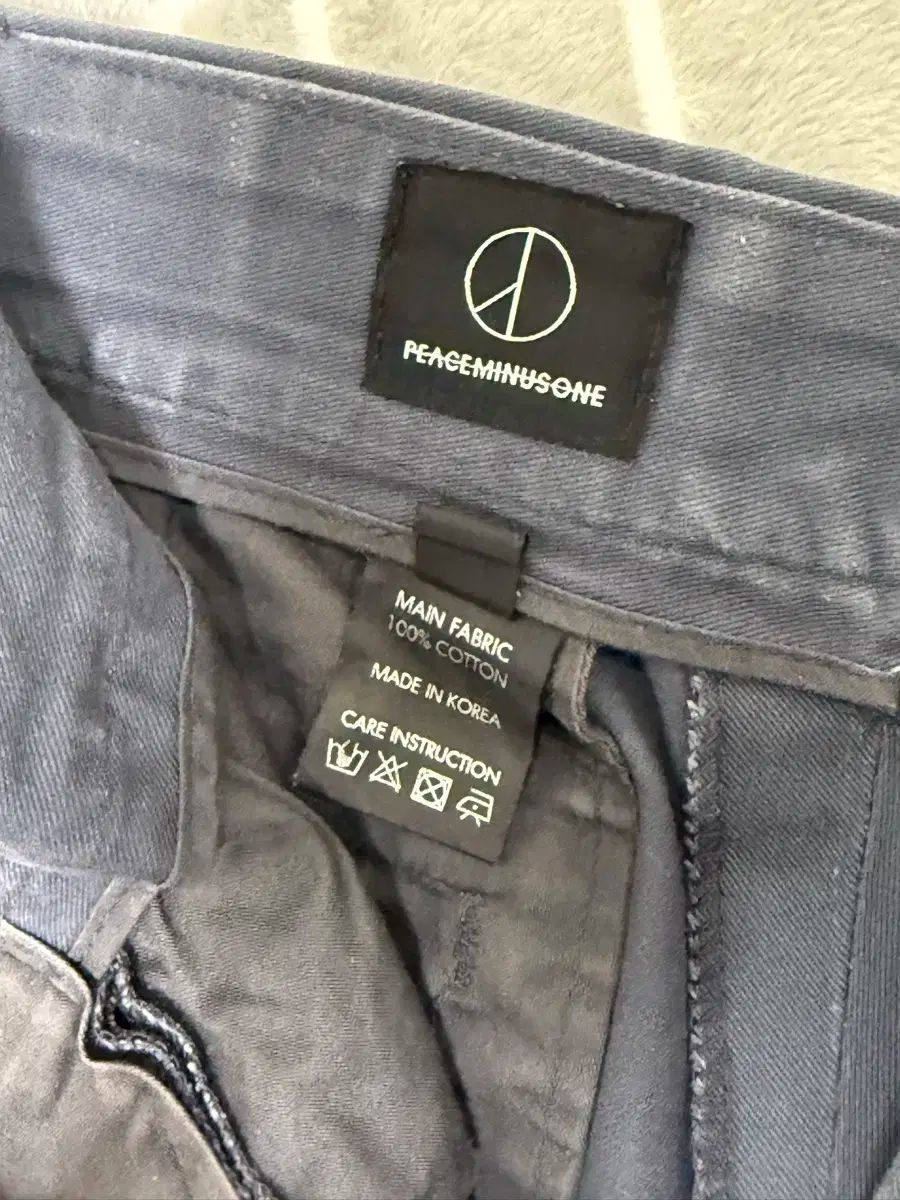 PEACEMINUSONE
MAIN FABRIC
100% COTTON
MADE IN KOREA
CARE INSTRUCTION